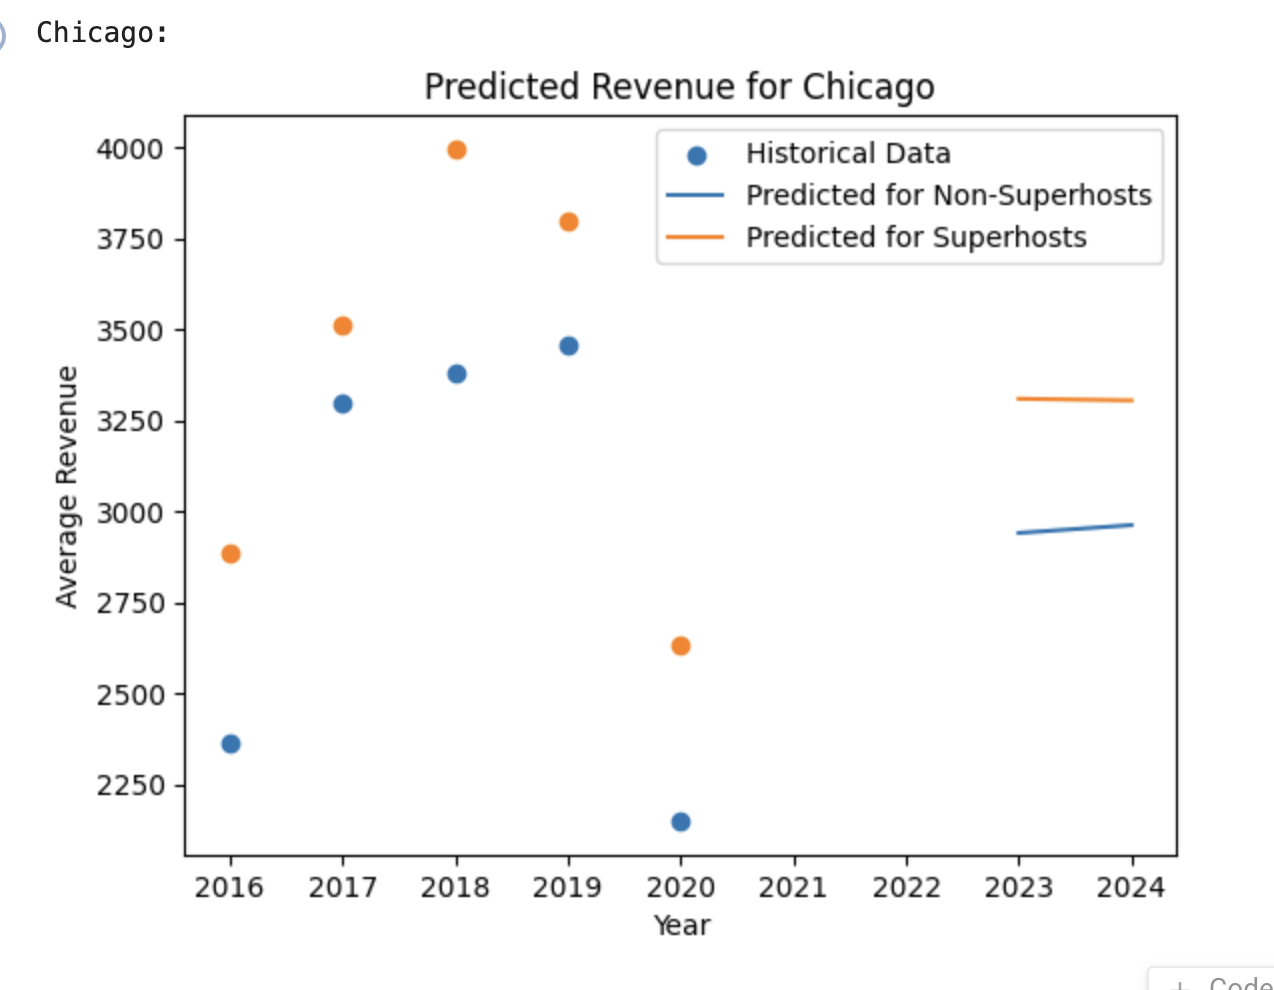 Chicago:
Predicted Revenue for Chicago
Historical Data
Predicted for Non-Superhosts
Predicted for Superhosts
4000
3750
3500
3250
3000
2750
2500
2250
Average Revenue
2016 2017 2018 2019 2020 2021 2022 2023 2024
Year
+ Code